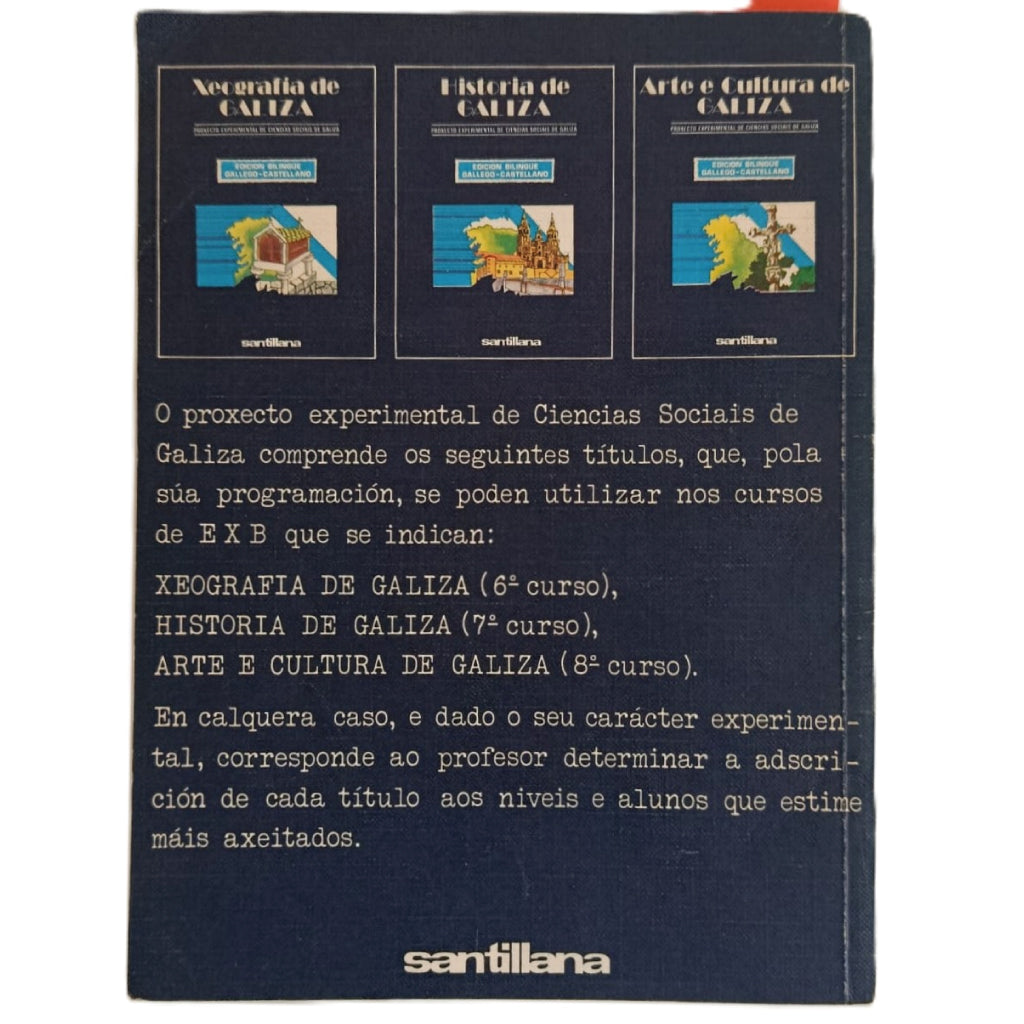 Xeografia de
GALIZA
PROXECTO EXPERIMENTAL DE CIENCIAS SOCIAIS DE GALIZA
EDICION BILINGÜE
GALLEGO-CASTELLANO
santillana
Historia de
GALIZA
PROXECTO EXPERIMENTAL DE CIENCIAS SOCIAIS DE GALIZA
EDICION BILINGÜE
GALLEGO-CASTELLANO
santillana
Arte e Cultura de
GALIZA
PROXECTO EXPERIMENTAL DE CIENCIAS SOCIAIS DE GALIZA
EDICION BILINGÜE
GALLEGO-CASTELLANO
santillana
O proxecto experimental de Ciencias Sociais de
Galiza comprende os seguintes títulos, que, pola
súa programación, se poden utilizar nos cursos
de E X B que se indican:
XEOGRAFIA DE GALIZA (6º curso),
HISTORIA DE GALIZA (7º curso),
ARTE E CULTURA DE GALIZA (8º curso).
En calquera caso, e dado o seu carácter experimen-
tal, corresponde ao profesor determinar a adscri-
ción de cada título aos niveis e alunos que estime
máis axeitados.
santillana